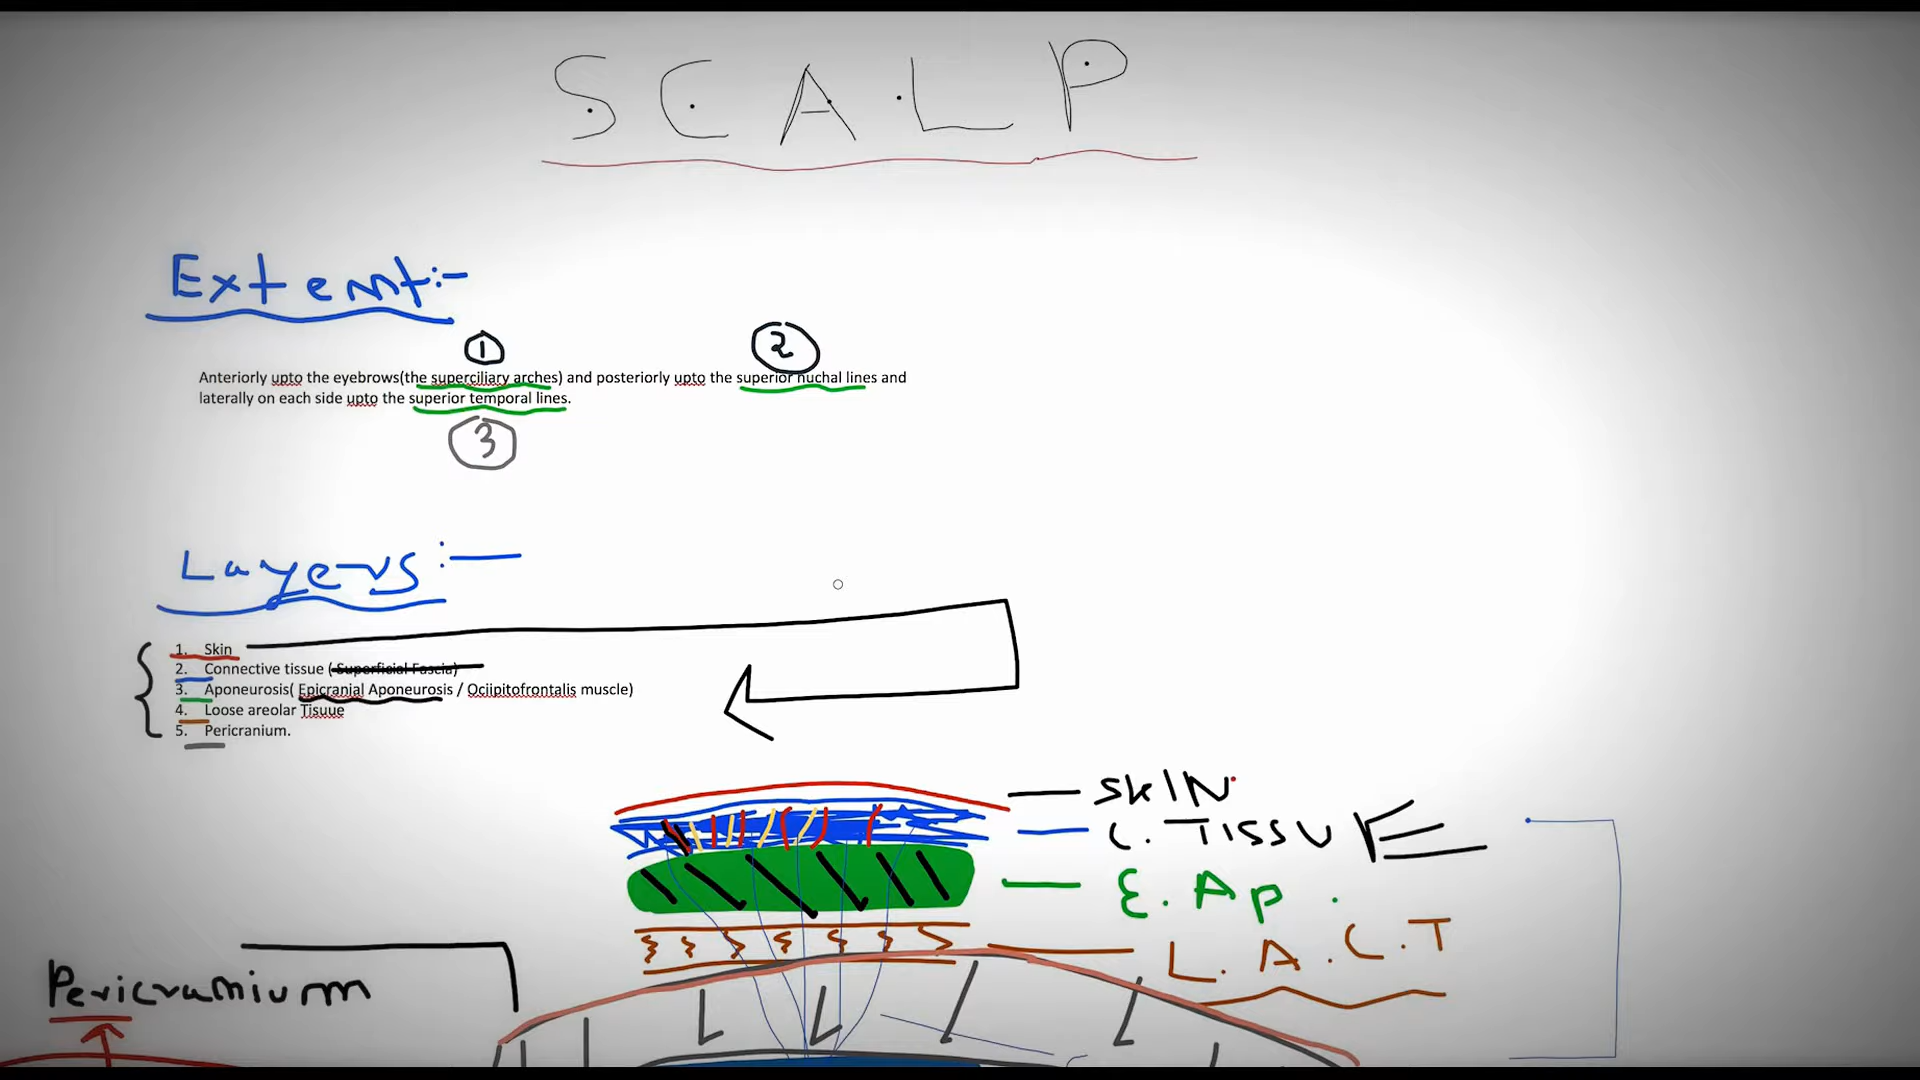 SCALP
Extent:-
1
2
Anteriorly upto the eyebrows(the superciliary arches) and posteriorly upto the superior nuchal lines and
laterally on each side upto the superior temporal lines.
3
Layers:-
1. Skin
2. Connective tissue ( Superficial Fascia)
3. Aponeurosis( Epicranial Aponeurosis / Ociipitofrontalis muscle)
4. Loose areolar Tisuue
5. Pericranium.
SKIN
C. TISSU
E. Ap.
L. A. C. T
Pericranium